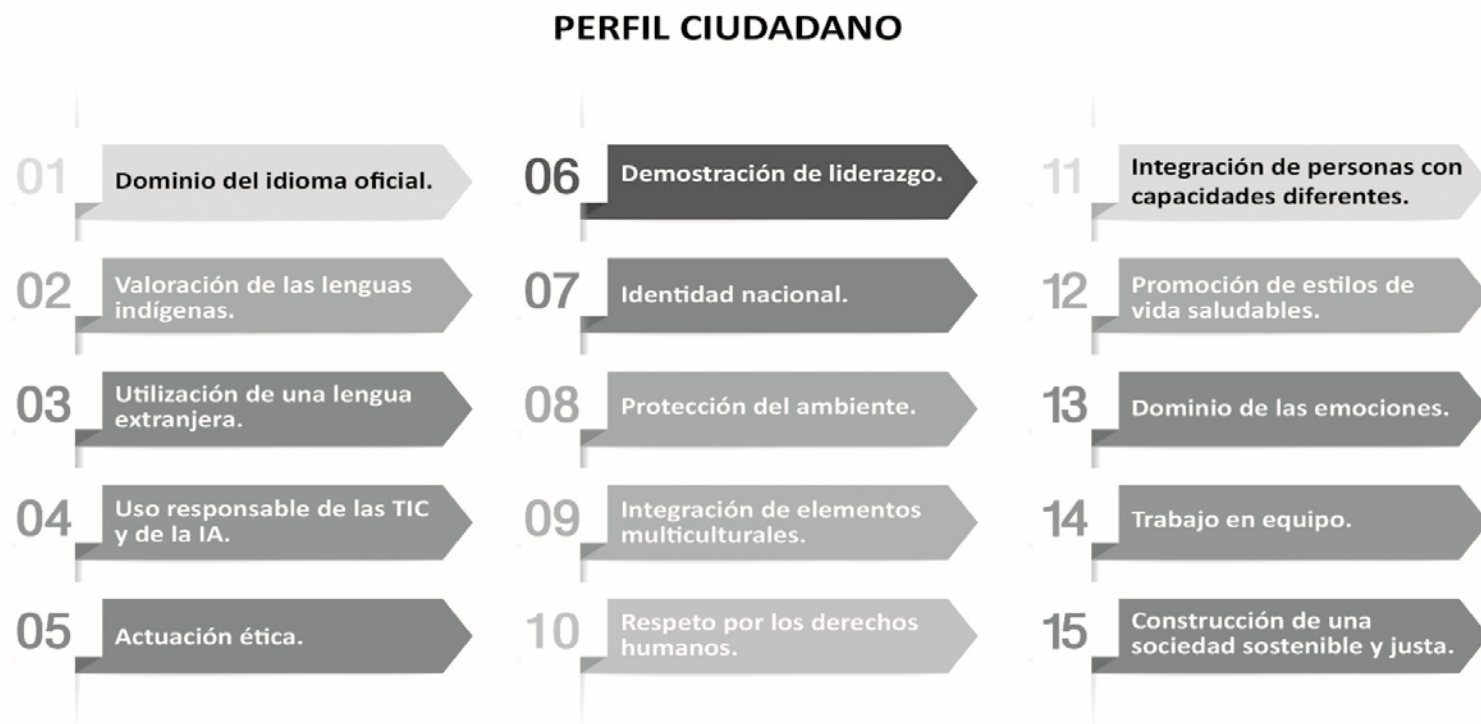 PERFIL CIUDADANO
01
Dominio del idioma oficial.
02
Valoración de las lenguas
indígenas.
03
Utilización de una lengua
extranjera.
04
Uso responsable de las TIC
y de la IA.
05
Actuación ética.
06
Demostración de liderazgo.
07
Identidad nacional.
08
Protección del ambiente.
09
Integración de elementos
multiculturales.
10
Respeto por los derechos
humanos.
11
Integración de personas con
capacidades diferentes.
12
Promoción de estilos de
vida saludables.
13
Dominio de las emociones.
14
Trabajo en equipo.
15
Construcción de una
sociedad sostenible y justa.